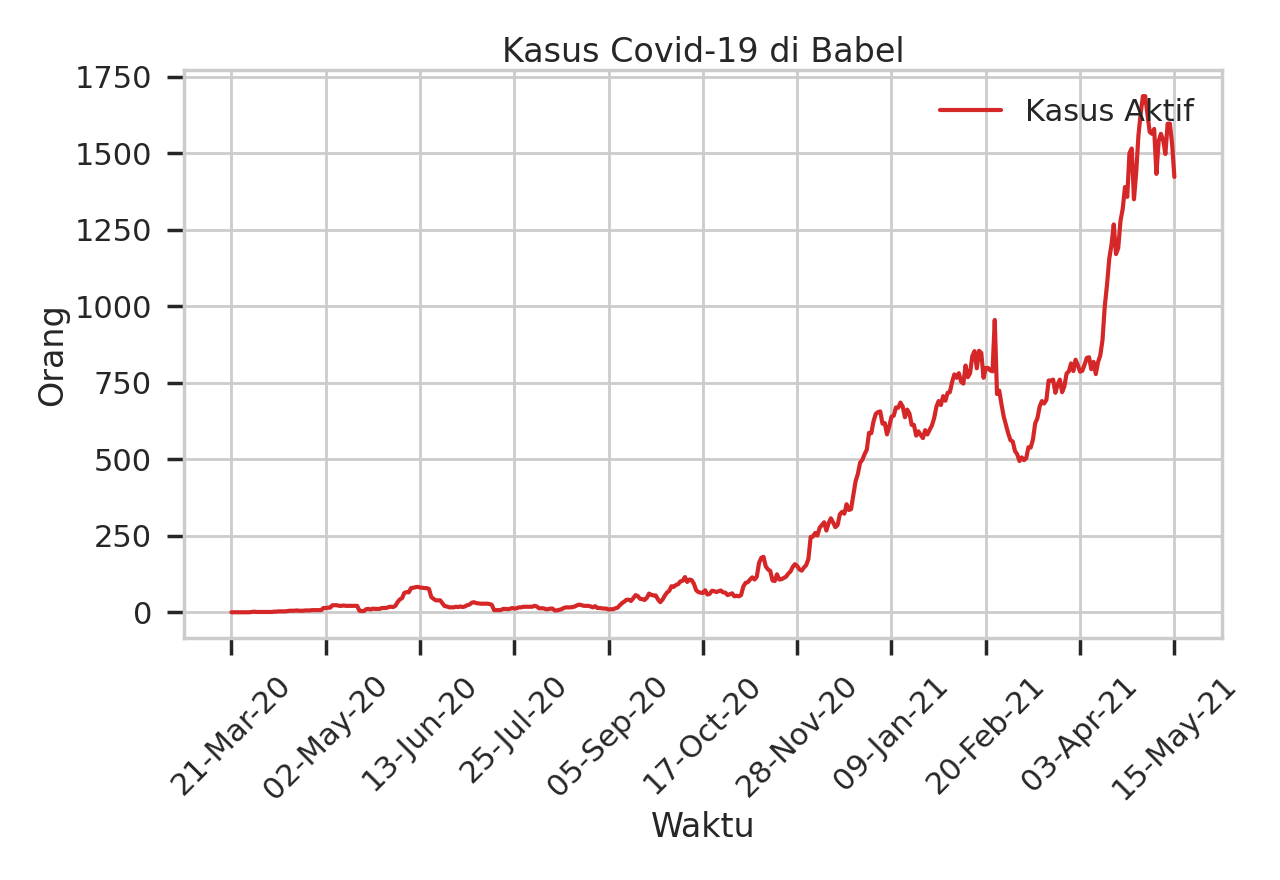 Kasus Covid-19 di Babel
Kasus Aktif
Orang
1750
1500
1250
1000
750
500
250
0
21-Mar-20
02-May-20
13-Jun-20
25-Jul-20
05-Sep-20
17-Oct-20
28-Nov-20
09-Jan-21
20-Feb-21
03-Apr-21
15-May-21
Waktu